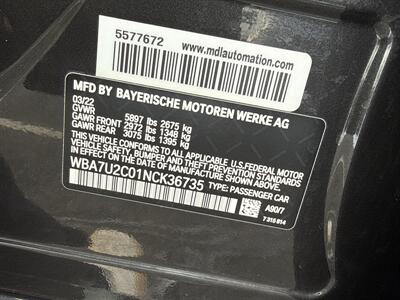 5577672
www.mdlautomation.com
MFD BY BAYERISCHE MOTOREN WERKE AG
03/22
GVWR 5897 lbs 2675 kg
GAWR FRONT 2972 lbs 1348 kg
GAWR REAR 3075 lbs 1395 kg
THIS VEHICLE CONFORMS TO ALL APPLICABLE U.S. FEDERAL MOTOR
VEHICLE SAFETY, BUMPER, AND THEFT PREVENTION STANDARDS IN
EFFECT ON THE DATE OF MANUFACTURE SHOWN ABOVE.
WBA7U2C01NCK36735 TYPE: PASSENGER CAR
A90/7
7 315 814